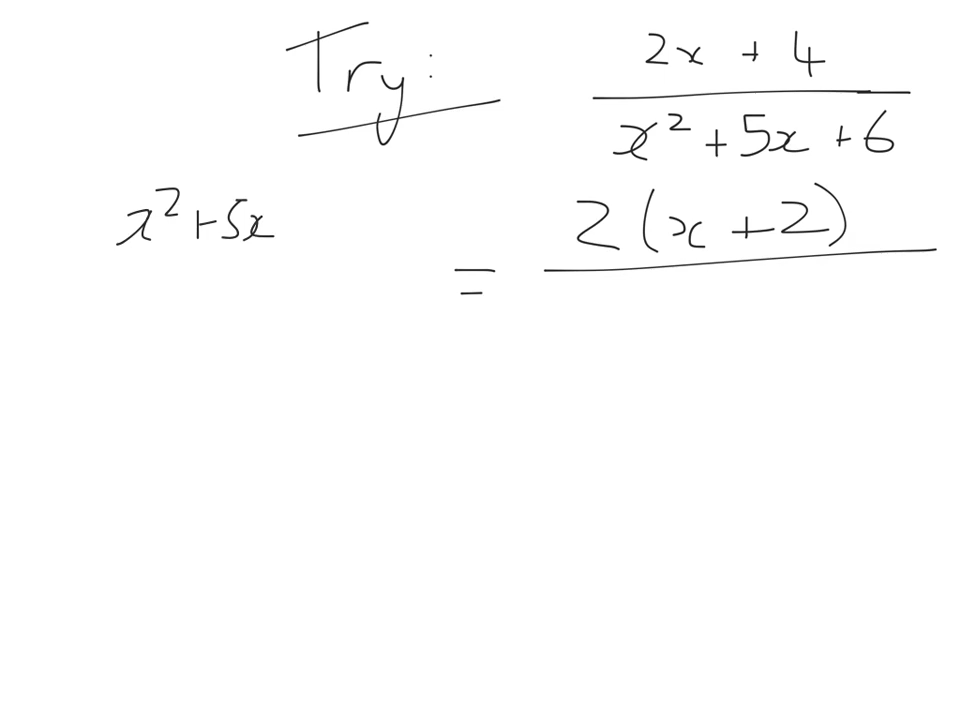 Try: 2x + 4
x² + 5x + 6
x² + 5x
= 2(x + 2)